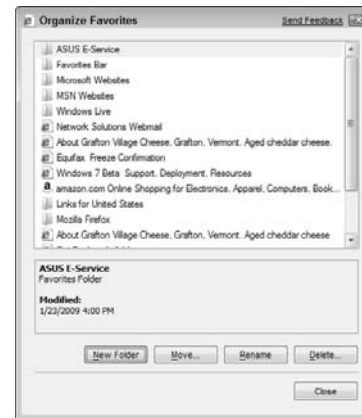 Organize Favorites
Send Feedback
ASUS E-Service
Favorites Bar
Microsoft Websites
MSN Websites
Windows Live
Network Solutions Webmail
About Grafton Village Cheese, Grafton, Vermont. Aged cheddar cheese.
Equifax Freeze Confirmation
Windows 7 Beta Support, Deployment, Resources
amazon.com Online Shopping for Electronics, Apparel, Computers, Book...
Links for United States
Mozilla Firefox
About Grafton Village Cheese, Grafton, Vermont. Aged cheddar cheese
ASUS E-Service
Favorites Folder
Modified:
1/23/2009 4:00 PM
New Folder
Move...
Rename
Delete...
Close